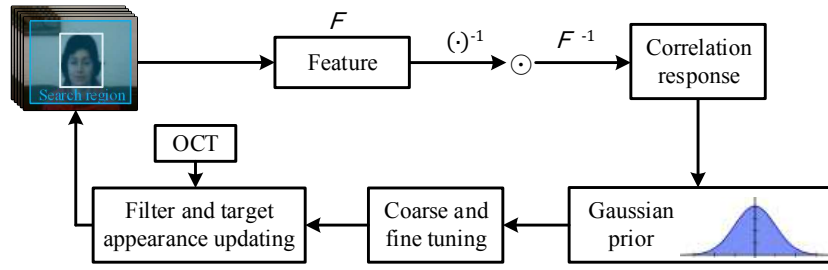 F
(·)-1
F -1
Feature
⊙
Correlation
response
Search region
OCT
Filter and target
appearance updating
Coarse and
fine tuning
Gaussian
prior